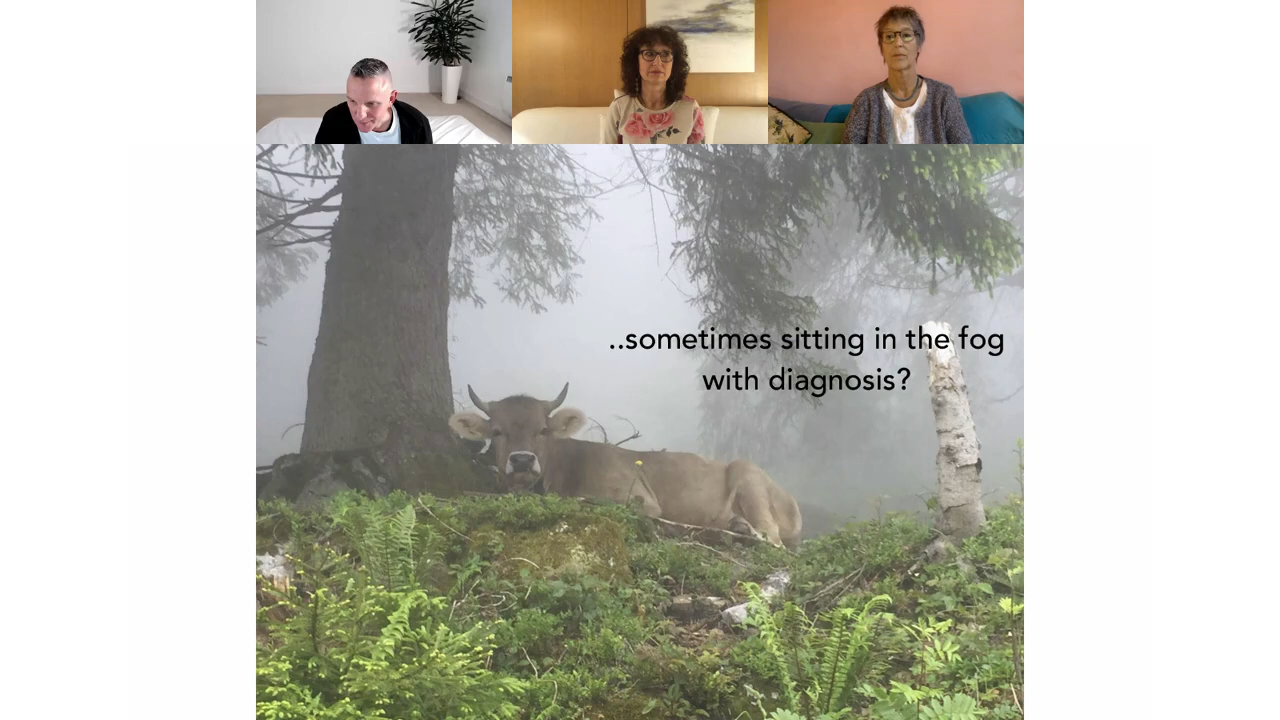 ..sometimes sitting in the fog
with diagnosis?